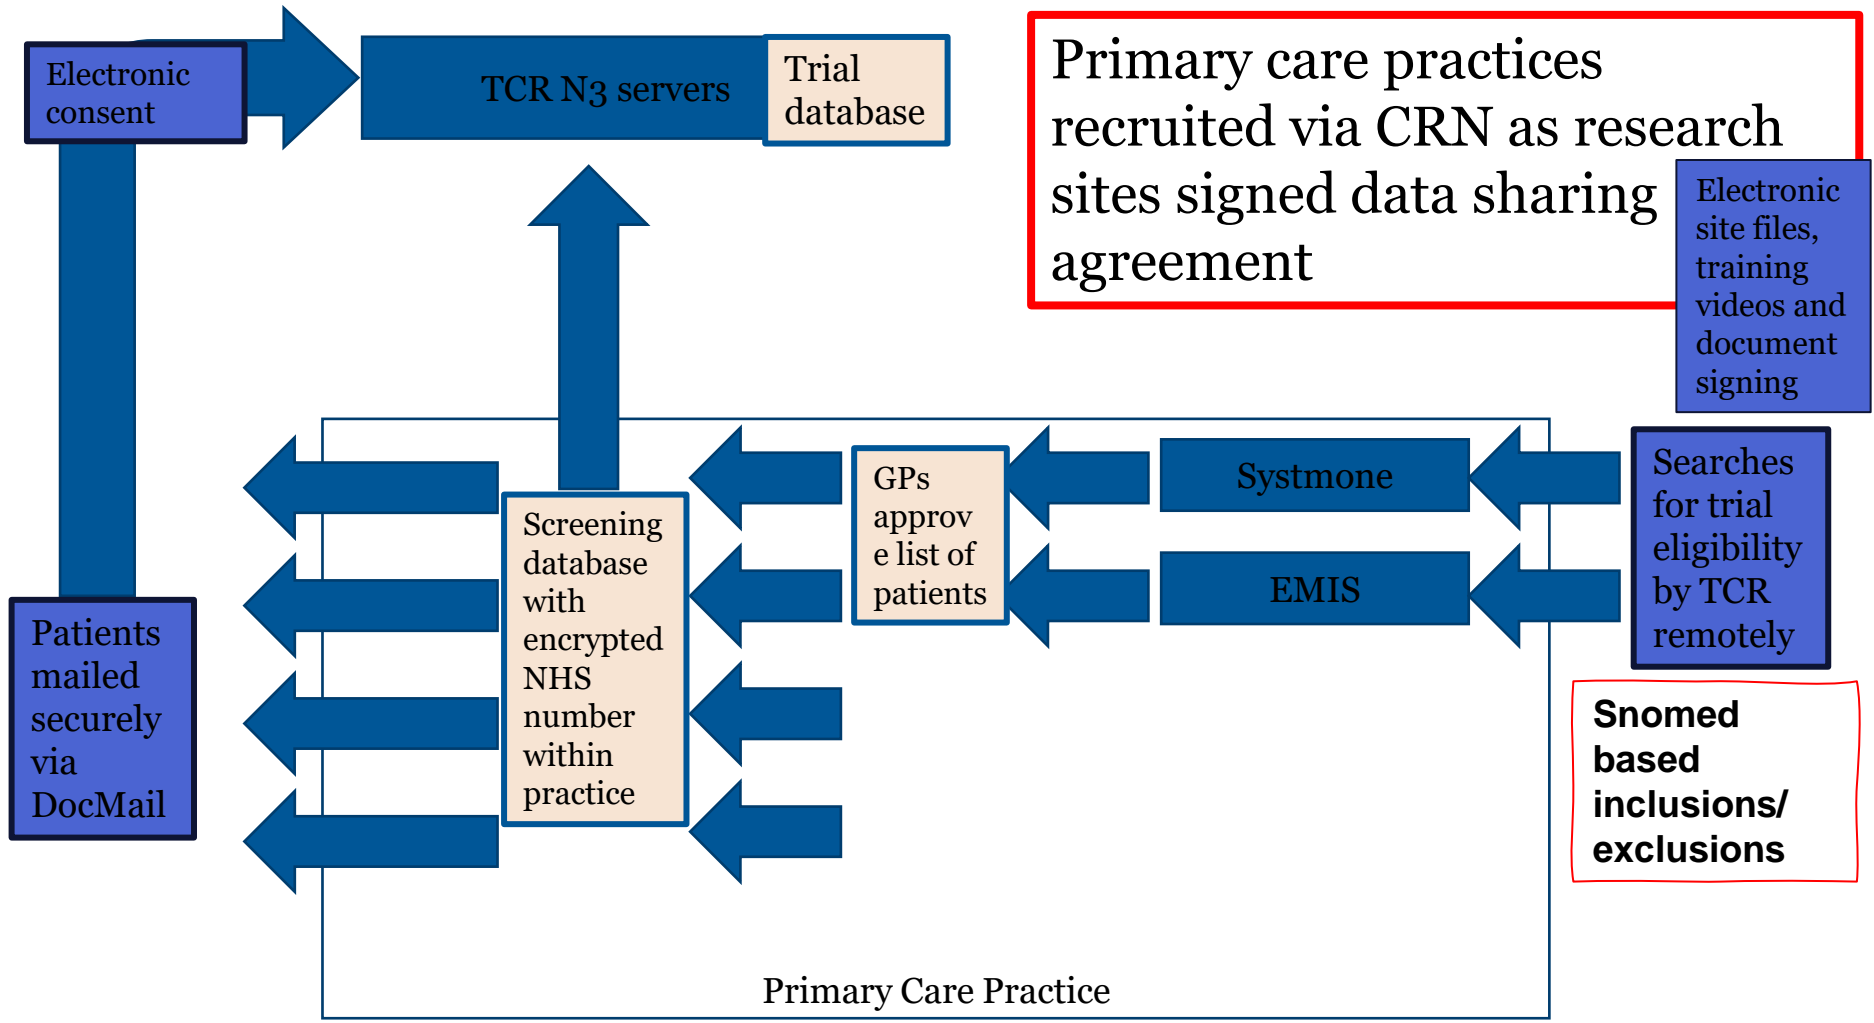 Electronic
consent
TCR N3 servers
Trial
database
Primary care practices
recruited via CRN as research
sites signed data sharing
agreement
Electronic
site files,
training
videos and
document
signing
Searches
for trial
eligibility
by TCR
remotely
Snomed
based
inclusions/
exclusions
Systmone
EMIS
GPs
approv
e list of
patients
Screening
database
with
encrypted
NHS
number
within
practice
Patients
mailed
securely
via
DocMail
Primary Care Practice